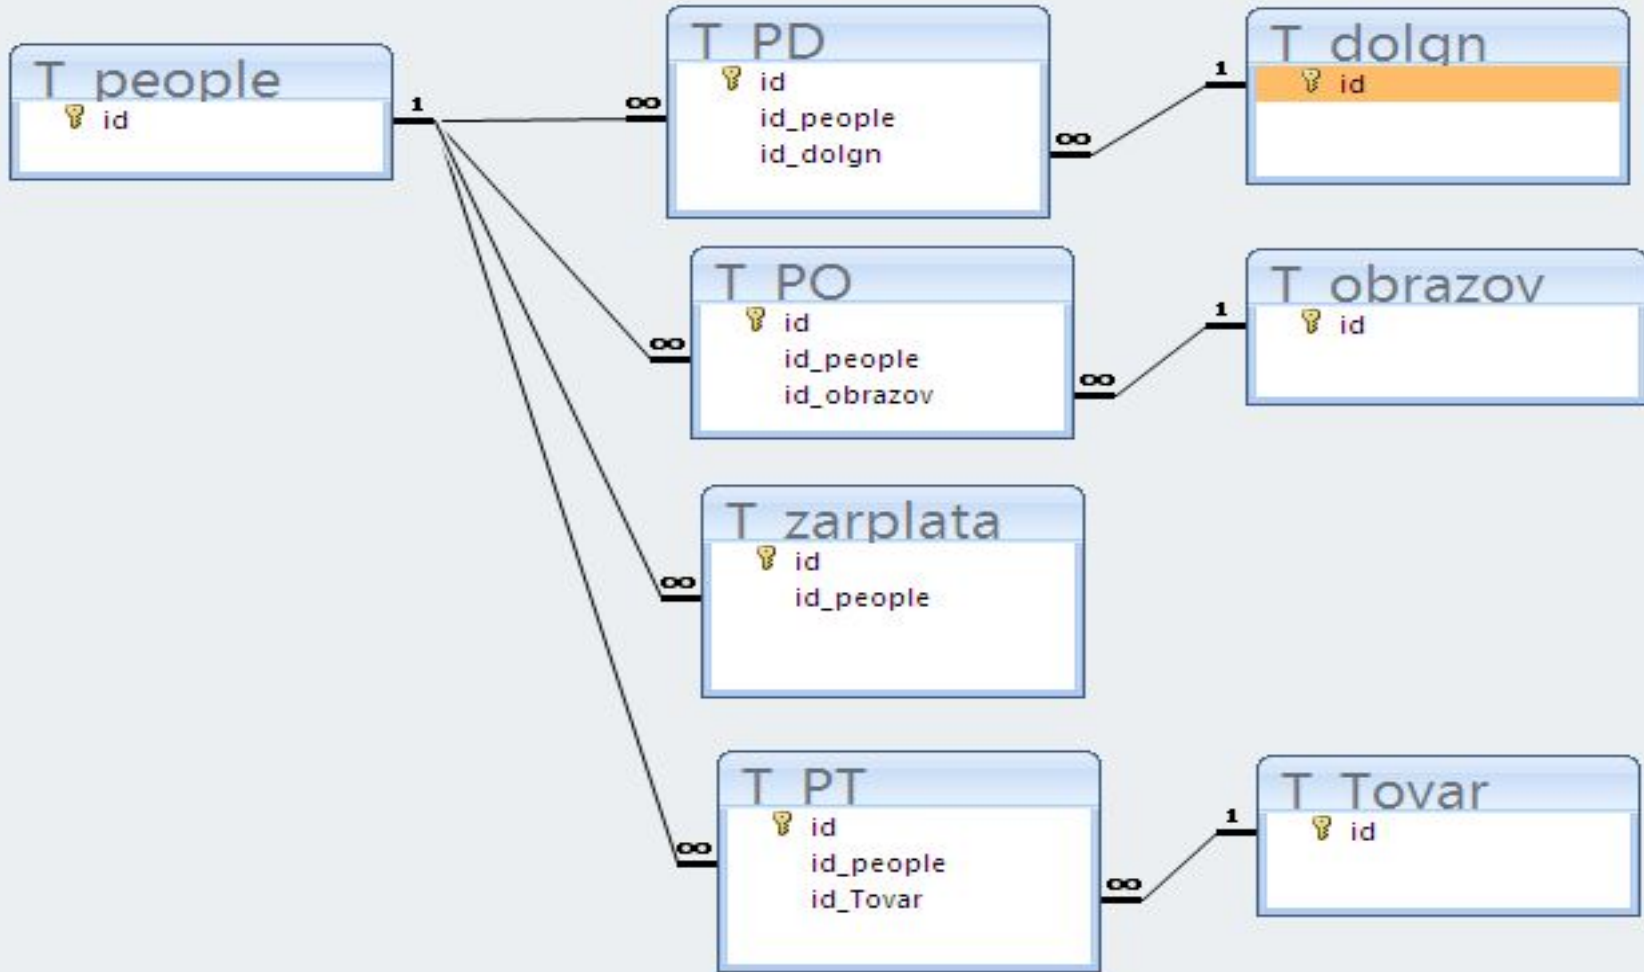 T_people
id
1
∞
∞
∞
∞
T_PD
id
id_people
id_dolgn
∞
1
T_dolgn
id
T_PO
id
id_people
id_obrazov
∞
1
T_obrazov
id
T_zarplata
id
id_people
T_PT
id
id_people
id_Tovar
∞
1
T_Tovar
id